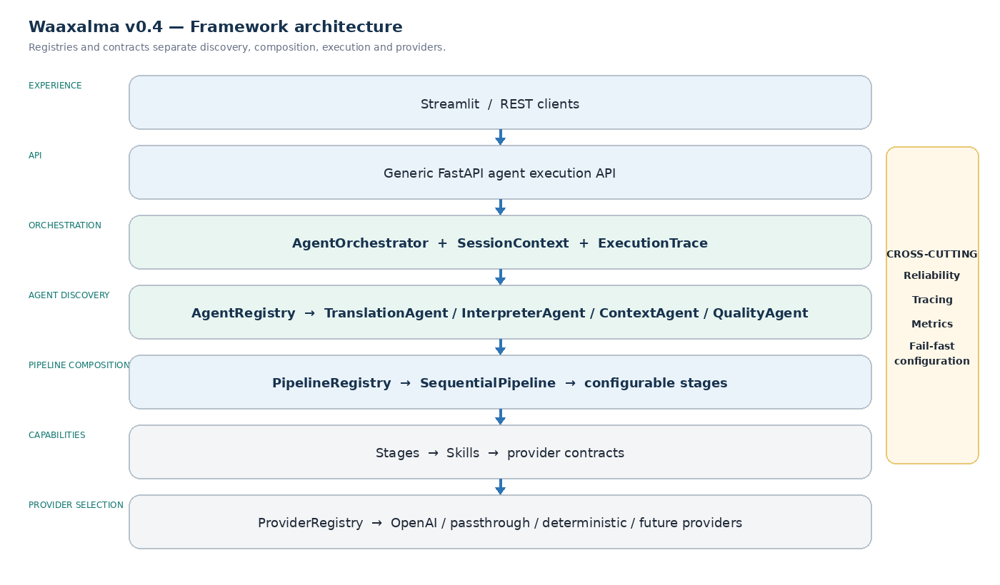 Waaxalma v0.4 — Framework architecture
Registries and contracts separate discovery, composition, execution and providers.
EXPERIENCE
Streamlit / REST clients
API
Generic FastAPI agent execution API
ORCHESTRATION
AgentOrchestrator + SessionContext + ExecutionTrace
AGENT DISCOVERY
AgentRegistry → TranslationAgent / InterpreterAgent / ContextAgent / QualityAgent
PIPELINE COMPOSITION
PipelineRegistry → SequentialPipeline → configurable stages
CAPABILITIES
Stages → Skills → provider contracts
PROVIDER SELECTION
ProviderRegistry → OpenAI / passthrough / deterministic / future providers
CROSS-CUTTING
Reliability
Tracing
Metrics
Fail-fast
configuration